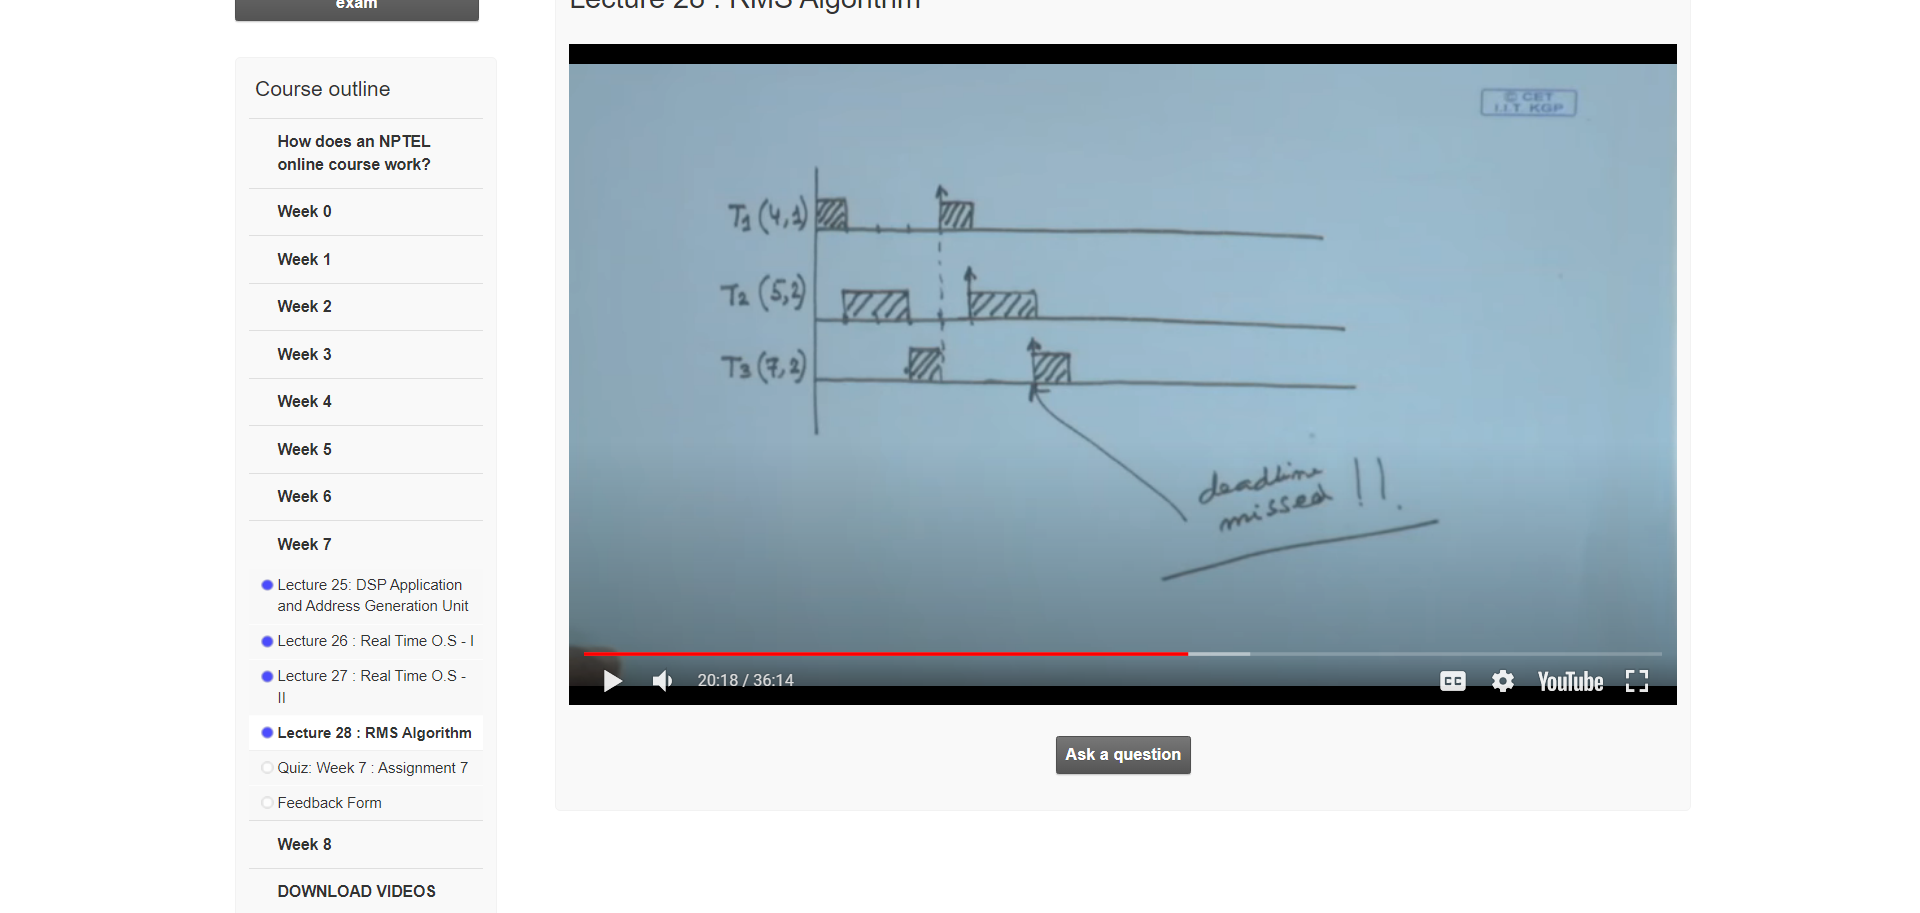 exam
Lecture 28 : RMS Algorithm
Course outline
How does an NPTEL
online course work?
Week 0
Week 1
Week 2
Week 3
Week 4
Week 5
Week 6
Week 7
Lecture 25: DSP Application
and Address Generation Unit
Lecture 26 : Real Time O.S - I
Lecture 27 : Real Time O.S -
II
Lecture 28 : RMS Algorithm
Quiz: Week 7 : Assignment 7
Feedback Form
Week 8
DOWNLOAD VIDEOS
© CET
I.I.T. KGP
T1 (4,1)
T2 (5,2)
T3 (7,2)
deadline
missed !!.
20:18 / 36:14
CC
YouTube
Ask a question